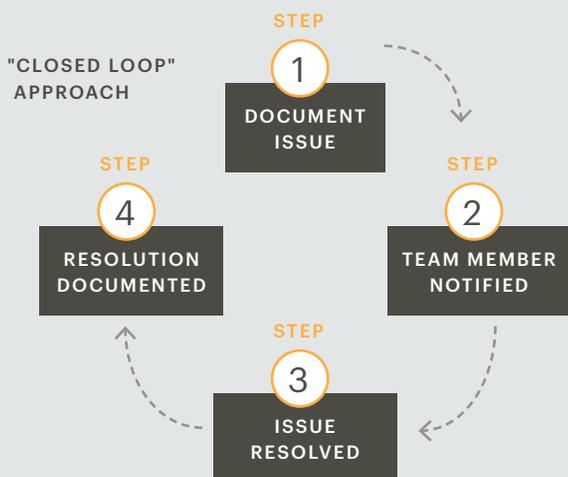 "CLOSED LOOP"
APPROACH
STEP
1
DOCUMENT
ISSUE
STEP
2
TEAM MEMBER
NOTIFIED
STEP
3
ISSUE
RESOLVED
STEP
4
RESOLUTION
DOCUMENTED